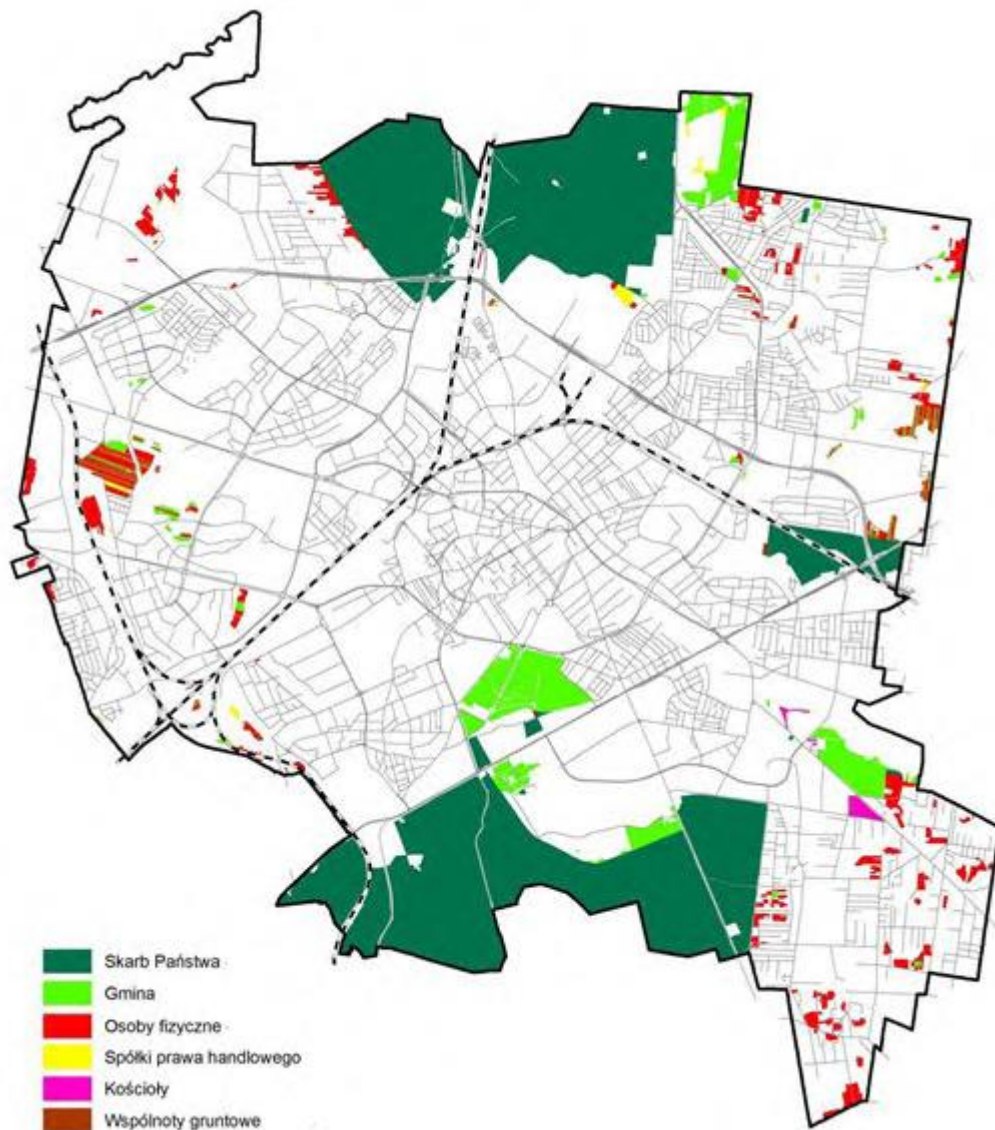 Skarb Państwa
Gmina
Osoby fizyczne
Spółki prawa handlowego
Kościoły
Wspólnoty gruntowe